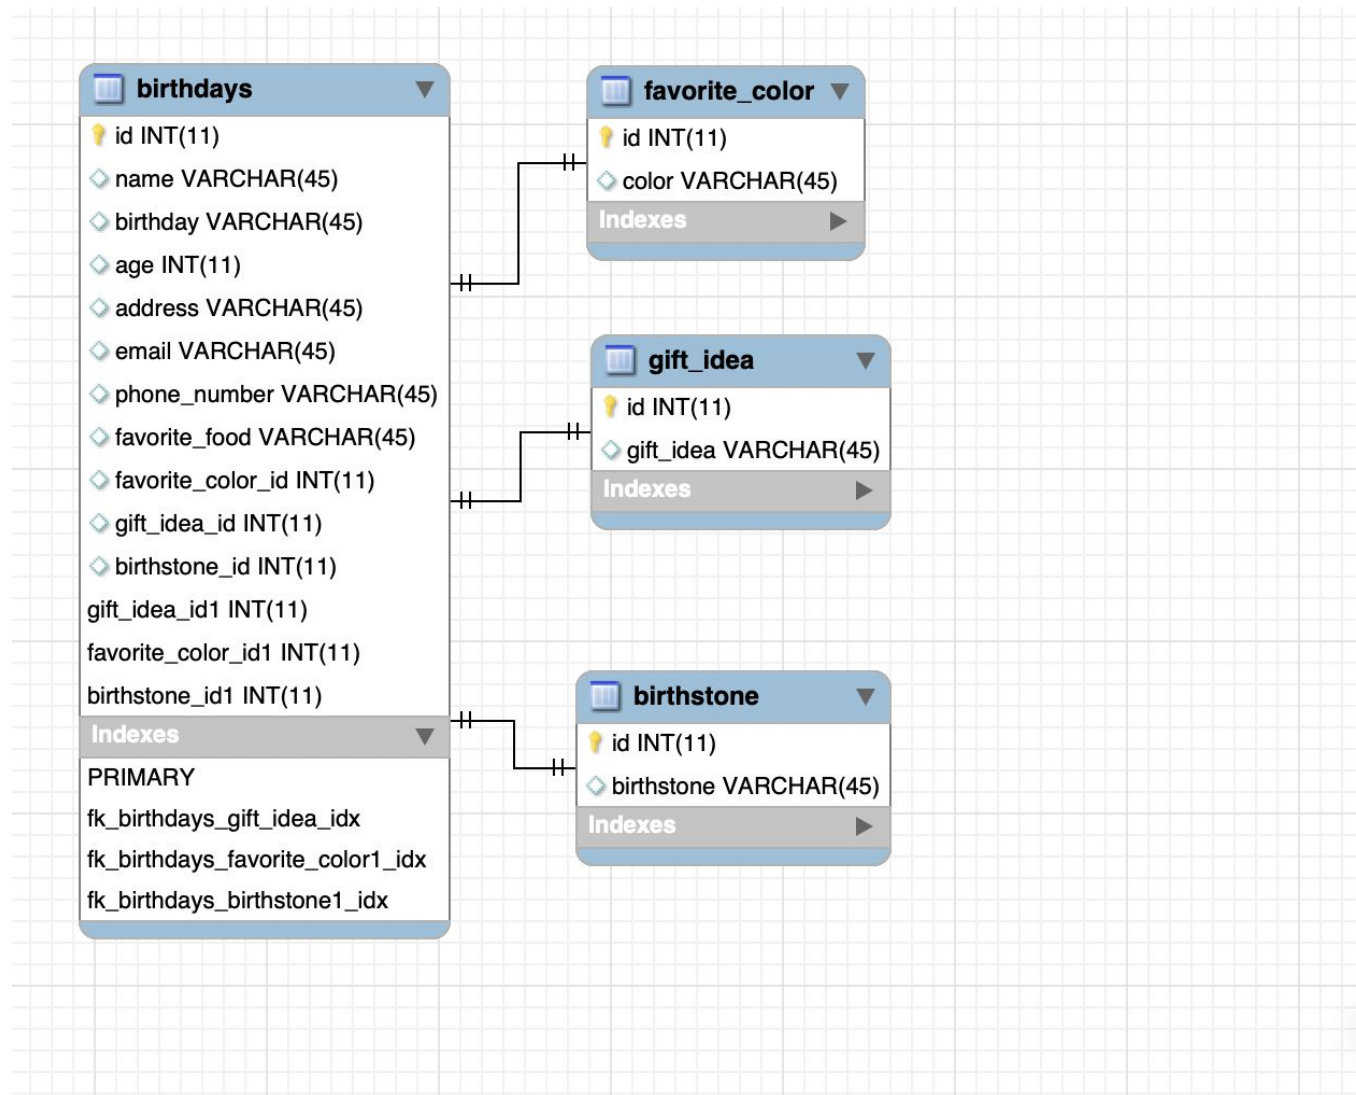 birthdays
id INT(11)
name VARCHAR(45)
birthday VARCHAR(45)
age INT(11)
address VARCHAR(45)
email VARCHAR(45)
phone_number VARCHAR(45)
favorite_food VARCHAR(45)
favorite_color_id INT(11)
gift_idea_id INT(11)
birthstone_id INT(11)
gift_idea_id1 INT(11)
favorite_color_id1 INT(11)
birthstone_id1 INT(11)
Indexes
PRIMARY
fk_birthdays_gift_idea_idx
fk_birthdays_favorite_color1_idx
fk_birthdays_birthstone1_idx
favorite_color
id INT(11)
color VARCHAR(45)
Indexes
gift_idea
id INT(11)
gift_idea VARCHAR(45)
Indexes
birthstone
id INT(11)
birthstone VARCHAR(45)
Indexes